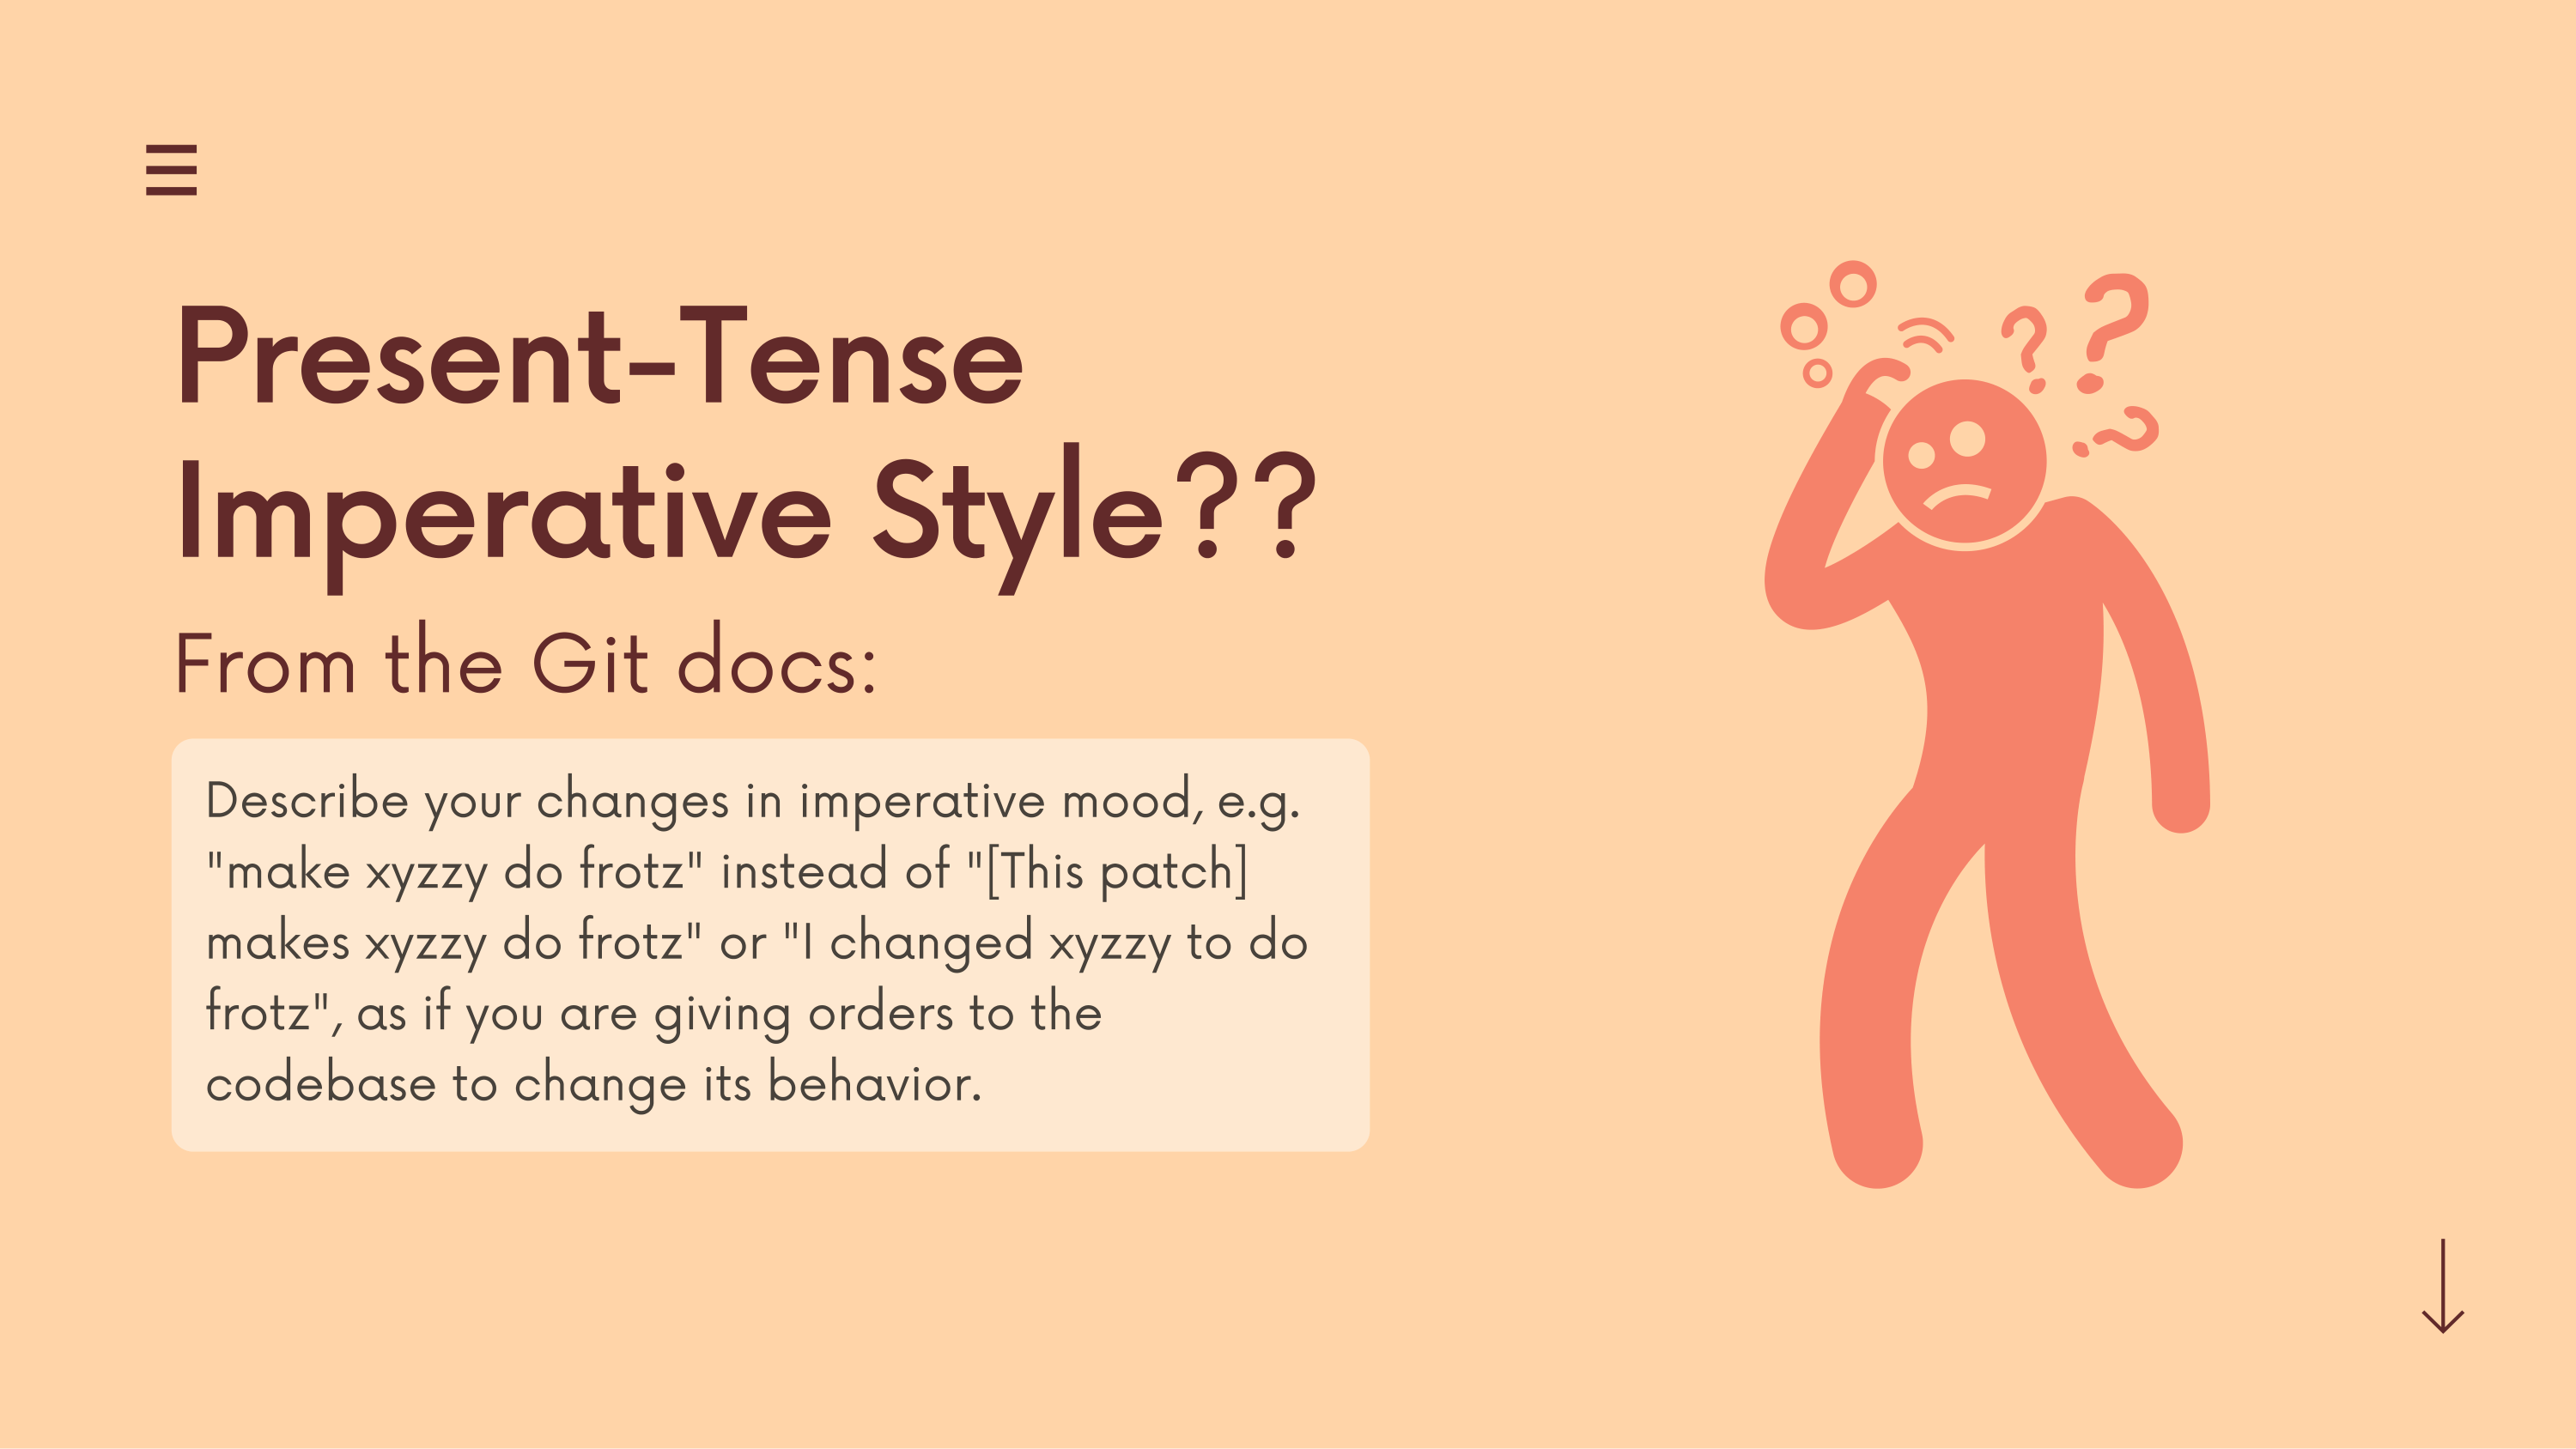 Present-Tense
Imperative Style??
From the Git docs:
Describe your changes in imperative mood, e.g.
"make xyzzy do frotz" instead of "[This patch]
makes xyzzy do frotz" or "I changed xyzzy to do
frotz", as if you are giving orders to the
codebase to change its behavior.
? ? ?